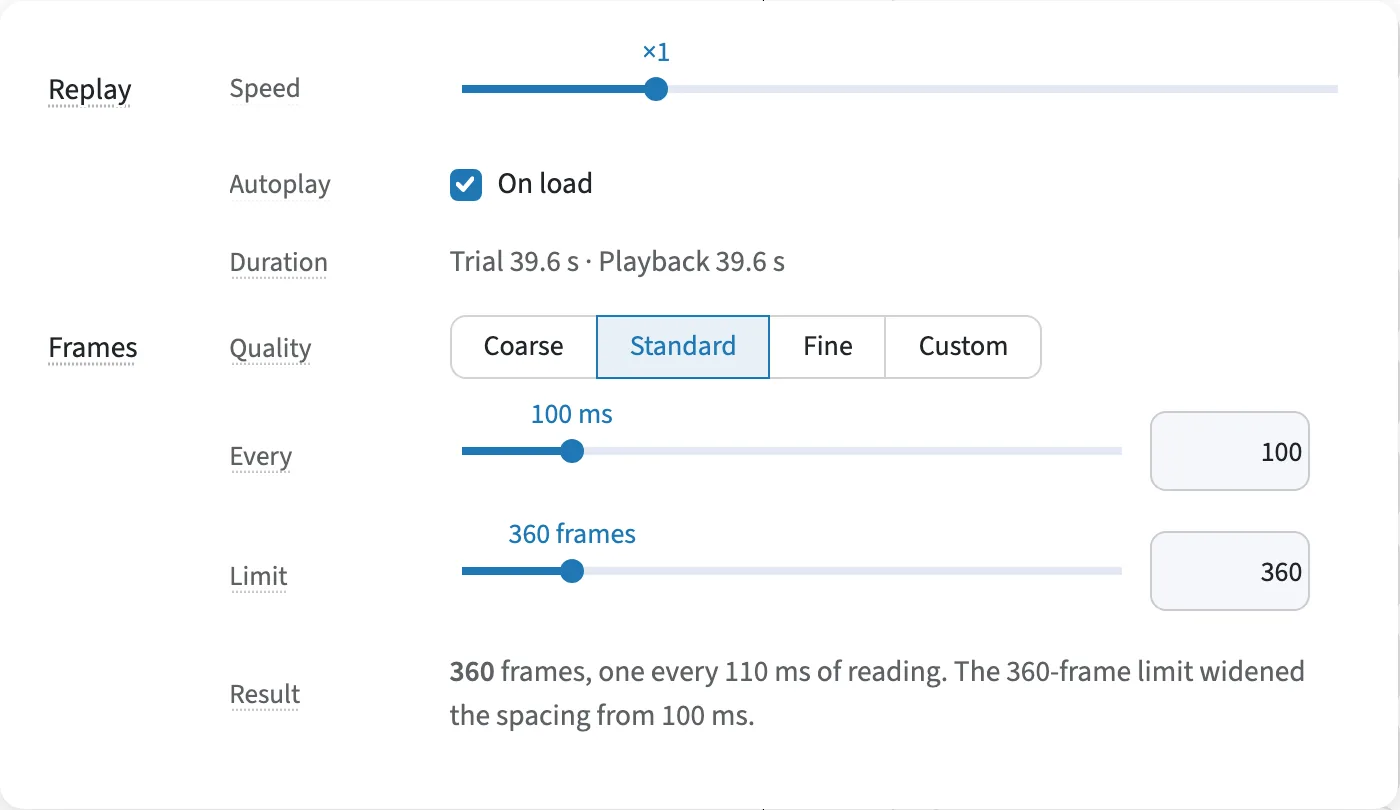 ×1
Replay Speed
Autoplay On load
Duration Trial 39.6 s · Playback 39.6 s
Frames Quality Coarse Standard Fine Custom
100 ms
Every 100
360 frames
Limit 360
Result 360 frames, one every 110 ms of reading. The 360-frame limit widened
the spacing from 100 ms.